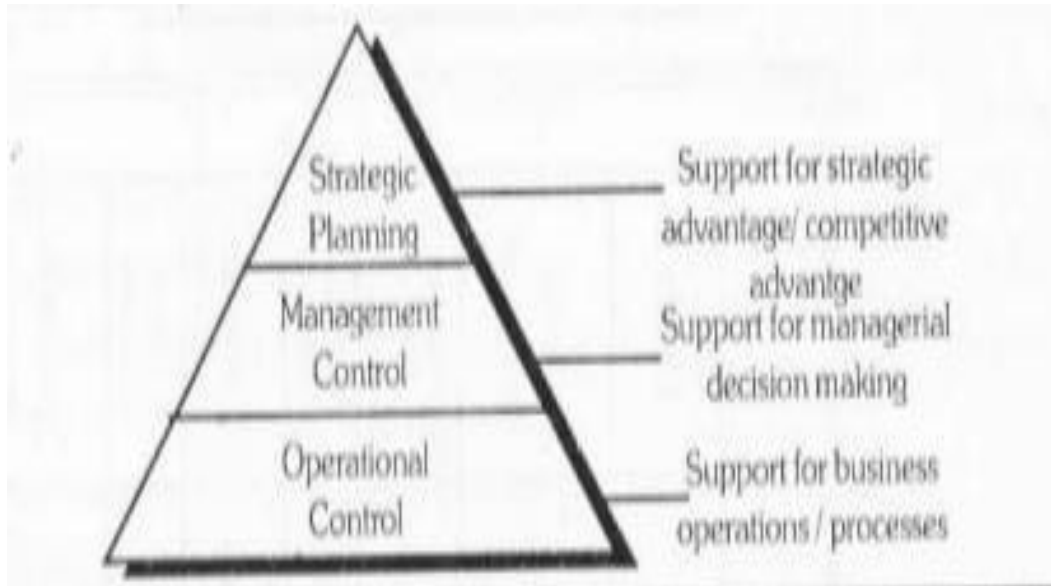 Strategic
Planning
Support for strategic
advantage/ competitive
advantge
Management
Control
Support for managerial
decision making
Operational
Control
Support for business
operations / processes